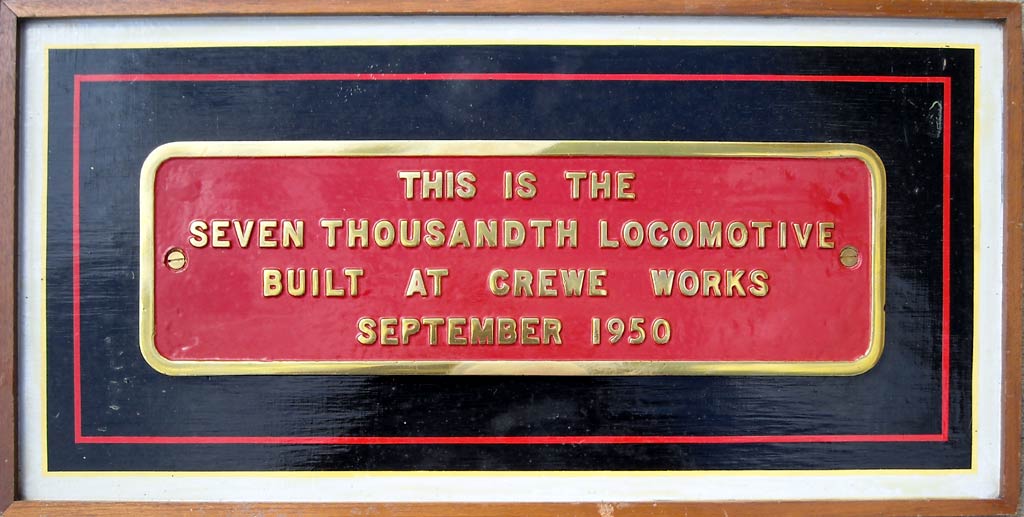 THIS IS THE
SEVEN THOUSANDTH LOCOMOTIVE
BUILT AT CREWE WORKS
SEPTEMBER 1950